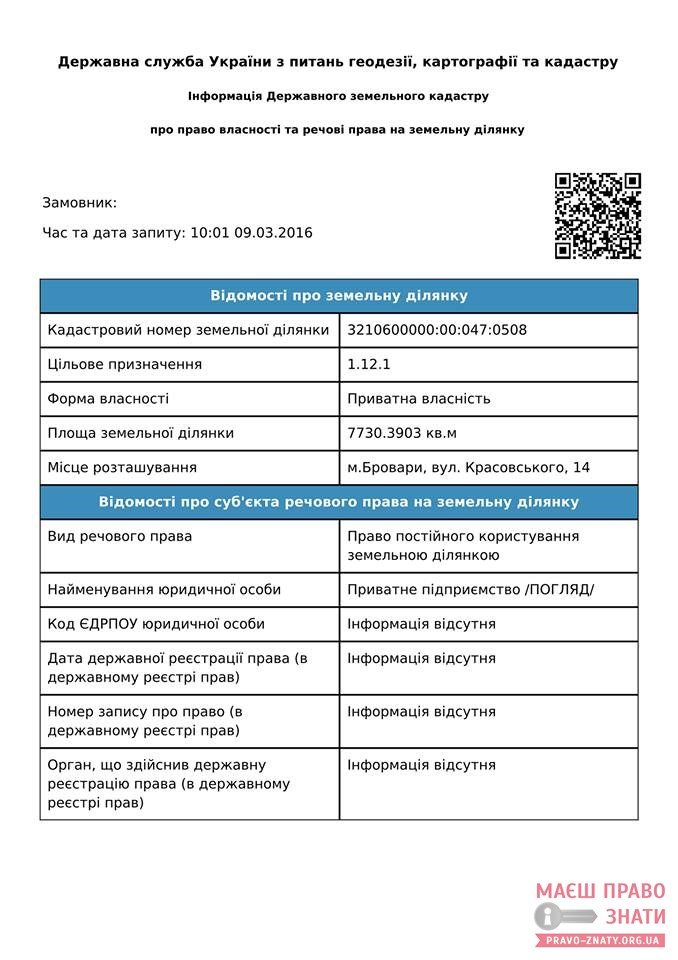 Державна служба України з питань геодезії, картографії та кадастру
Інформація Державного земельного кадастру
про право власності та речові права на земельну ділянку
Замовник:
Час та дата запиту: 10:01 09.03.2016
Відомості про земельну ділянку
Кадастровий номер земельної ділянки 3210600000:00:047:0508
Цільове призначення 1.12.1
Форма власності Приватна власність
Площа земельної ділянки 7730.3903 кв.м
Місце розташування м.Бровари, вул. Красовського, 14
Відомості про суб'єкта речового права на земельну ділянку
Вид речового права Право постійного користування
земельною ділянкою
Найменування юридичної особи Приватне підприємство /ПОГЛЯД/
Код ЄДРПОУ юридичної особи Інформація відсутня
Дата державної реєстрації права (в Інформація відсутня
державному реєстрі прав)
Номер запису про право (в Інформація відсутня
державному реєстрі прав)
Орган, що здійснив державну Інформація відсутня
реєстрацію права (в державному
реєстрі прав)
МАЄШ ПРАВО
ЗНАТИ
PRAVO-ZNATY.ORG.UA